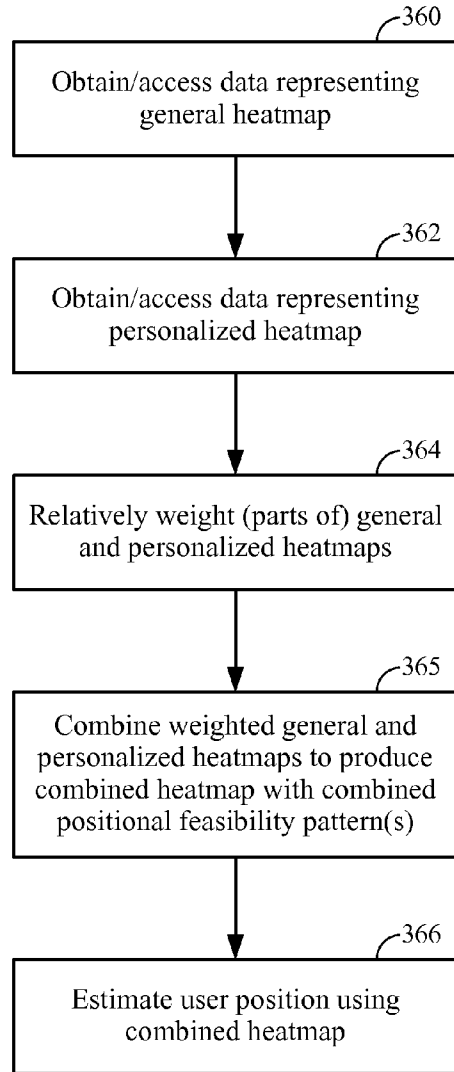 360
Obtain/access data representing
general heatmap
362
Obtain/access data representing
personalized heatmap
364
Relatively weight (parts of) general
and personalized heatmaps
365
Combine weighted general and
personalized heatmaps to produce
combined heatmap with combined
positional feasibility pattern(s)
366
Estimate user position using
combined heatmap